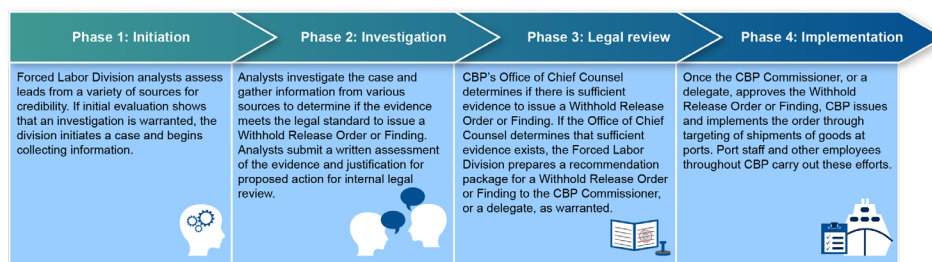 Phase 1: Initiation
Forced Labor Division analysts assess
leads from a variety of sources for
credibility. If initial evaluation shows
that an investigation is warranted, the
division initiates a case and begins
collecting information.
Phase 2: Investigation
Analysts investigate the case and
gather information from various
sources to determine if the evidence
meets the legal standard to issue a
Withhold Release Order or Finding.
Analysts submit a written assessment
of the evidence and justification for
proposed action for internal legal
review.
Phase 3: Legal review
CBP's Office of Chief Counsel
determines if there is sufficient
evidence to issue a Withhold Release
Order or Finding. If the Office of Chief
Counsel determines that sufficient
evidence exists, the Forced Labor
Division prepares a recommendation
package for a Withhold Release Order
or Finding to the CBP Commissioner,
or a delegate, as warranted.
Phase 4: Implementation
Once the CBP Commissioner, or a
delegate, approves the Withhold
Release Order or Finding, CBP issues
and implements the order through
targeting of shipments of goods at
ports. Port staff and other employees
throughout CBP carry out these efforts.